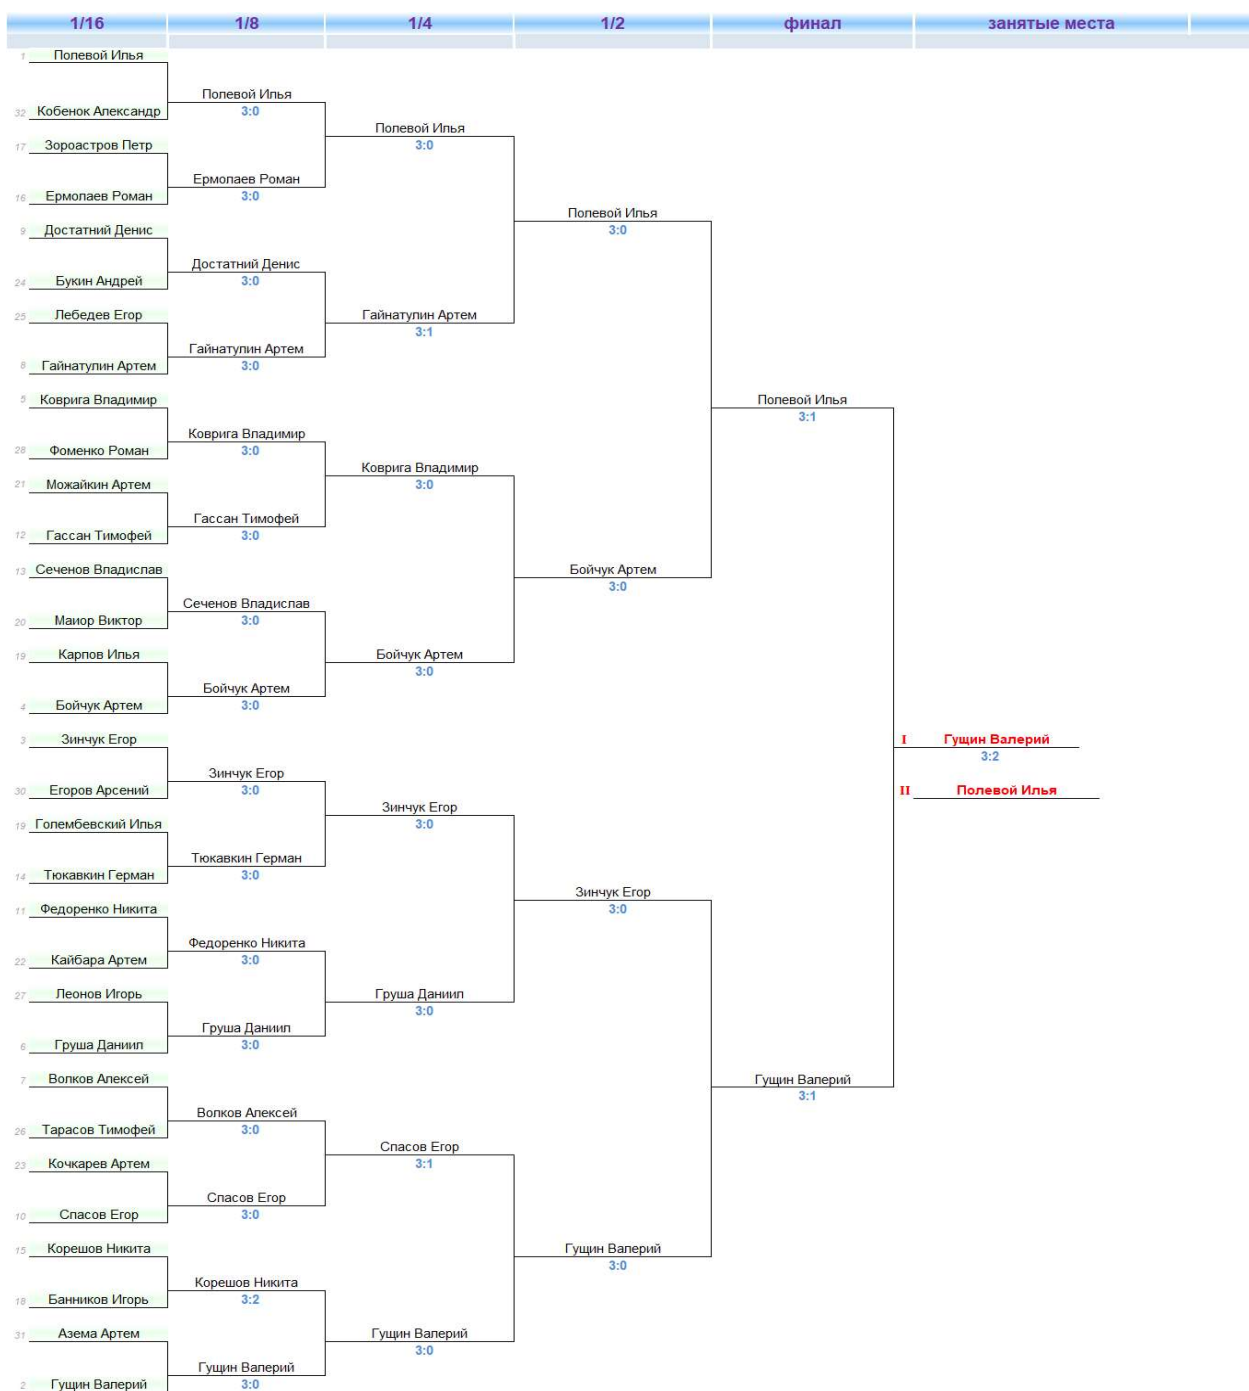 1/16 1/8 1/4 1/2 финал занятые места
1 Полевой Илья
Полевой Илья
32 Кобенок Александр 3:0
Полевой Илья
17 Зороастров Петр 3:0
Ермолаев Роман
16 Ермолаев Роман 3:0
Полевой Илья
9 Достатний Денис 3:0
Достатний Денис
24 Букин Андрей 3:0
25 Лебедев Егор Гайнатулин Артем
3:1
Гайнатулин Артем
8 Гайнатулин Артем 3:0
5 Коврига Владимир Полевой Илья
3:1
Коврига Владимир
28 Фоменко Роман 3:0
Коврига Владимир
21 Можайкин Артем 3:0
Гассан Тимофей
12 Гассан Тимофей 3:0
13 Сеченов Владислав Бойчук Артем
3:0
Сеченов Владислав
20 Маиор Виктор 3:0
19 Карпов Илья Бойчук Артем
3:0
Бойчук Артем
4 Бойчук Артем 3:0
3 Зинчук Егор I Гущин Валерий
3:2
Зинчук Егор
30 Егоров Арсений 3:0 II Полевой Илья
Зинчук Егор
19 Голембевский Илья 3:0
Тюкавкин Герман
14 Тюкавкин Герман 3:0
Зинчук Егор
11 Федоренко Никита 3:0
Федоренко Никита
22 Кайбара Артем 3:0
27 Леонов Игорь Груша Даниил
3:0
Груша Даниил
6 Груша Даниил 3:0
7 Волков Алексей Гущин Валерий
3:1
Волков Алексей
26 Тарасов Тимофей 3:0
Спасов Егор
23 Кочкарев Артем 3:1
Спасов Егор
10 Спасов Егор 3:0
15 Корешов Никита Гущин Валерий
3:0
Корешов Никита
18 Банников Игорь 3:2
31 Азема Артем Гущин Валерий
3:0
Гущин Валерий
2 Гущин Валерий 3:0